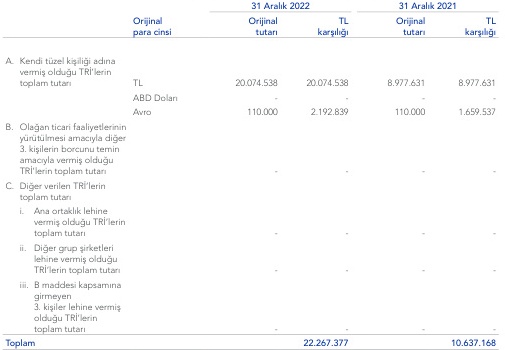 31 Aralık 2022 31 Aralık 2021
Orijinal Orijinal TL Orijinal TL
para cinsi tutarı karşılığı tutarı karşılığı
A. Kendi tüzel kişiliği adına
vermiş olduğu TRİ'lerin
toplam tutarı TL 20.074.538 20.074.538 8.977.631 8.977.631
ABD Doları - - - -
Avro 110.000 2.192.839 110.000 1.659.537
B. Olağan ticari faaliyetlerinin
yürütülmesi amacıyla diğer
3. kişilerin borcunu temin
amacıyla vermiş olduğu
TRİ'lerin toplam tutarı - - - -
C. Diğer verilen TRİ'lerin
toplam tutarı
i. Ana ortaklık lehine
vermiş olduğu TRİ'lerin
toplam tutarı - - - -
ii. Diğer grup şirketleri
lehine vermiş olduğu
TRİ'lerin toplam tutarı - - - -
iii. B maddesi kapsamına
girmeyen
3. kişiler lehine vermiş
olduğu TRİ'lerin
toplam tutarı - - - -
Toplam 22.267.377 10.637.168